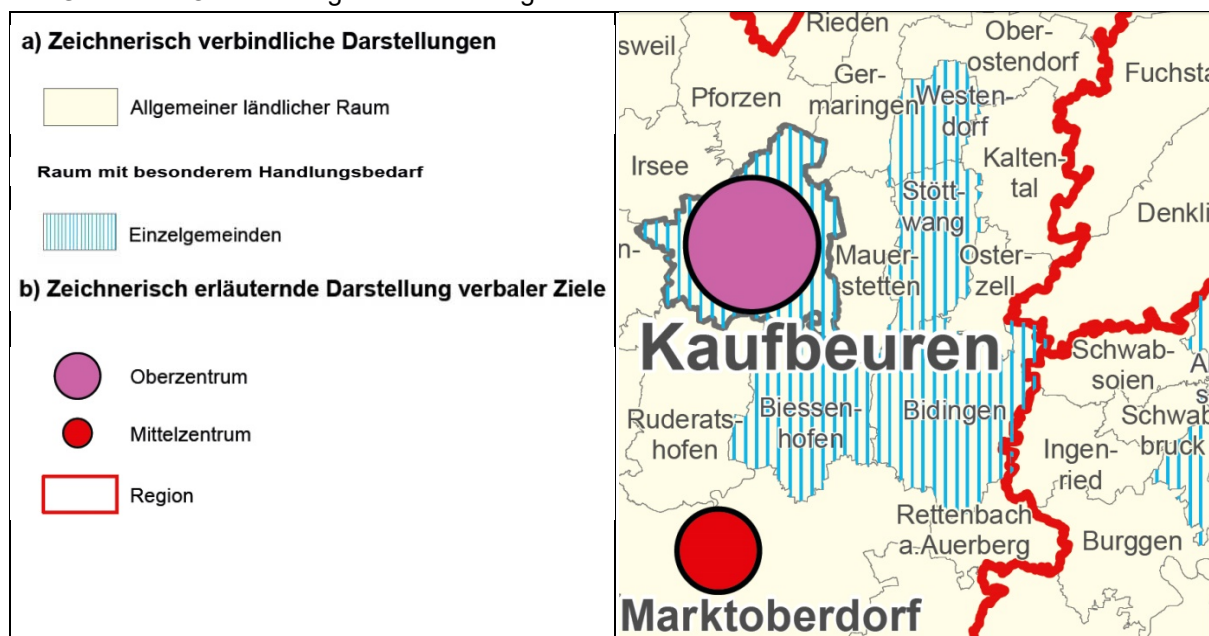 a) Zeichnerisch verbindliche Darstellungen
Allgemeiner ländlicher Raum
Raum mit besonderem Handlungsbedarf
Einzelgemeinden
b) Zeichnerisch erläuternde Darstellung verbaler Ziele
Oberzentrum
Mittelzentrum
Region
Rieden
sweil
Ober-
ostendorf
Fuchsta
Ger-
maringen
Pforzen
Westen-
dorf
Irsee
Kalten-
tal
Stött-
wang
Denkli
n-
Mauer-
stetten
Oster-
zell
Kaufbeuren
Schwab-
soien
A
s
Ruderats-
hofen
Biessen-
hofen
Bidingen
Schwab
bruck
Ingen-
ried
Rettenbach
a.Auerberg
Burggen
Marktoberdorf